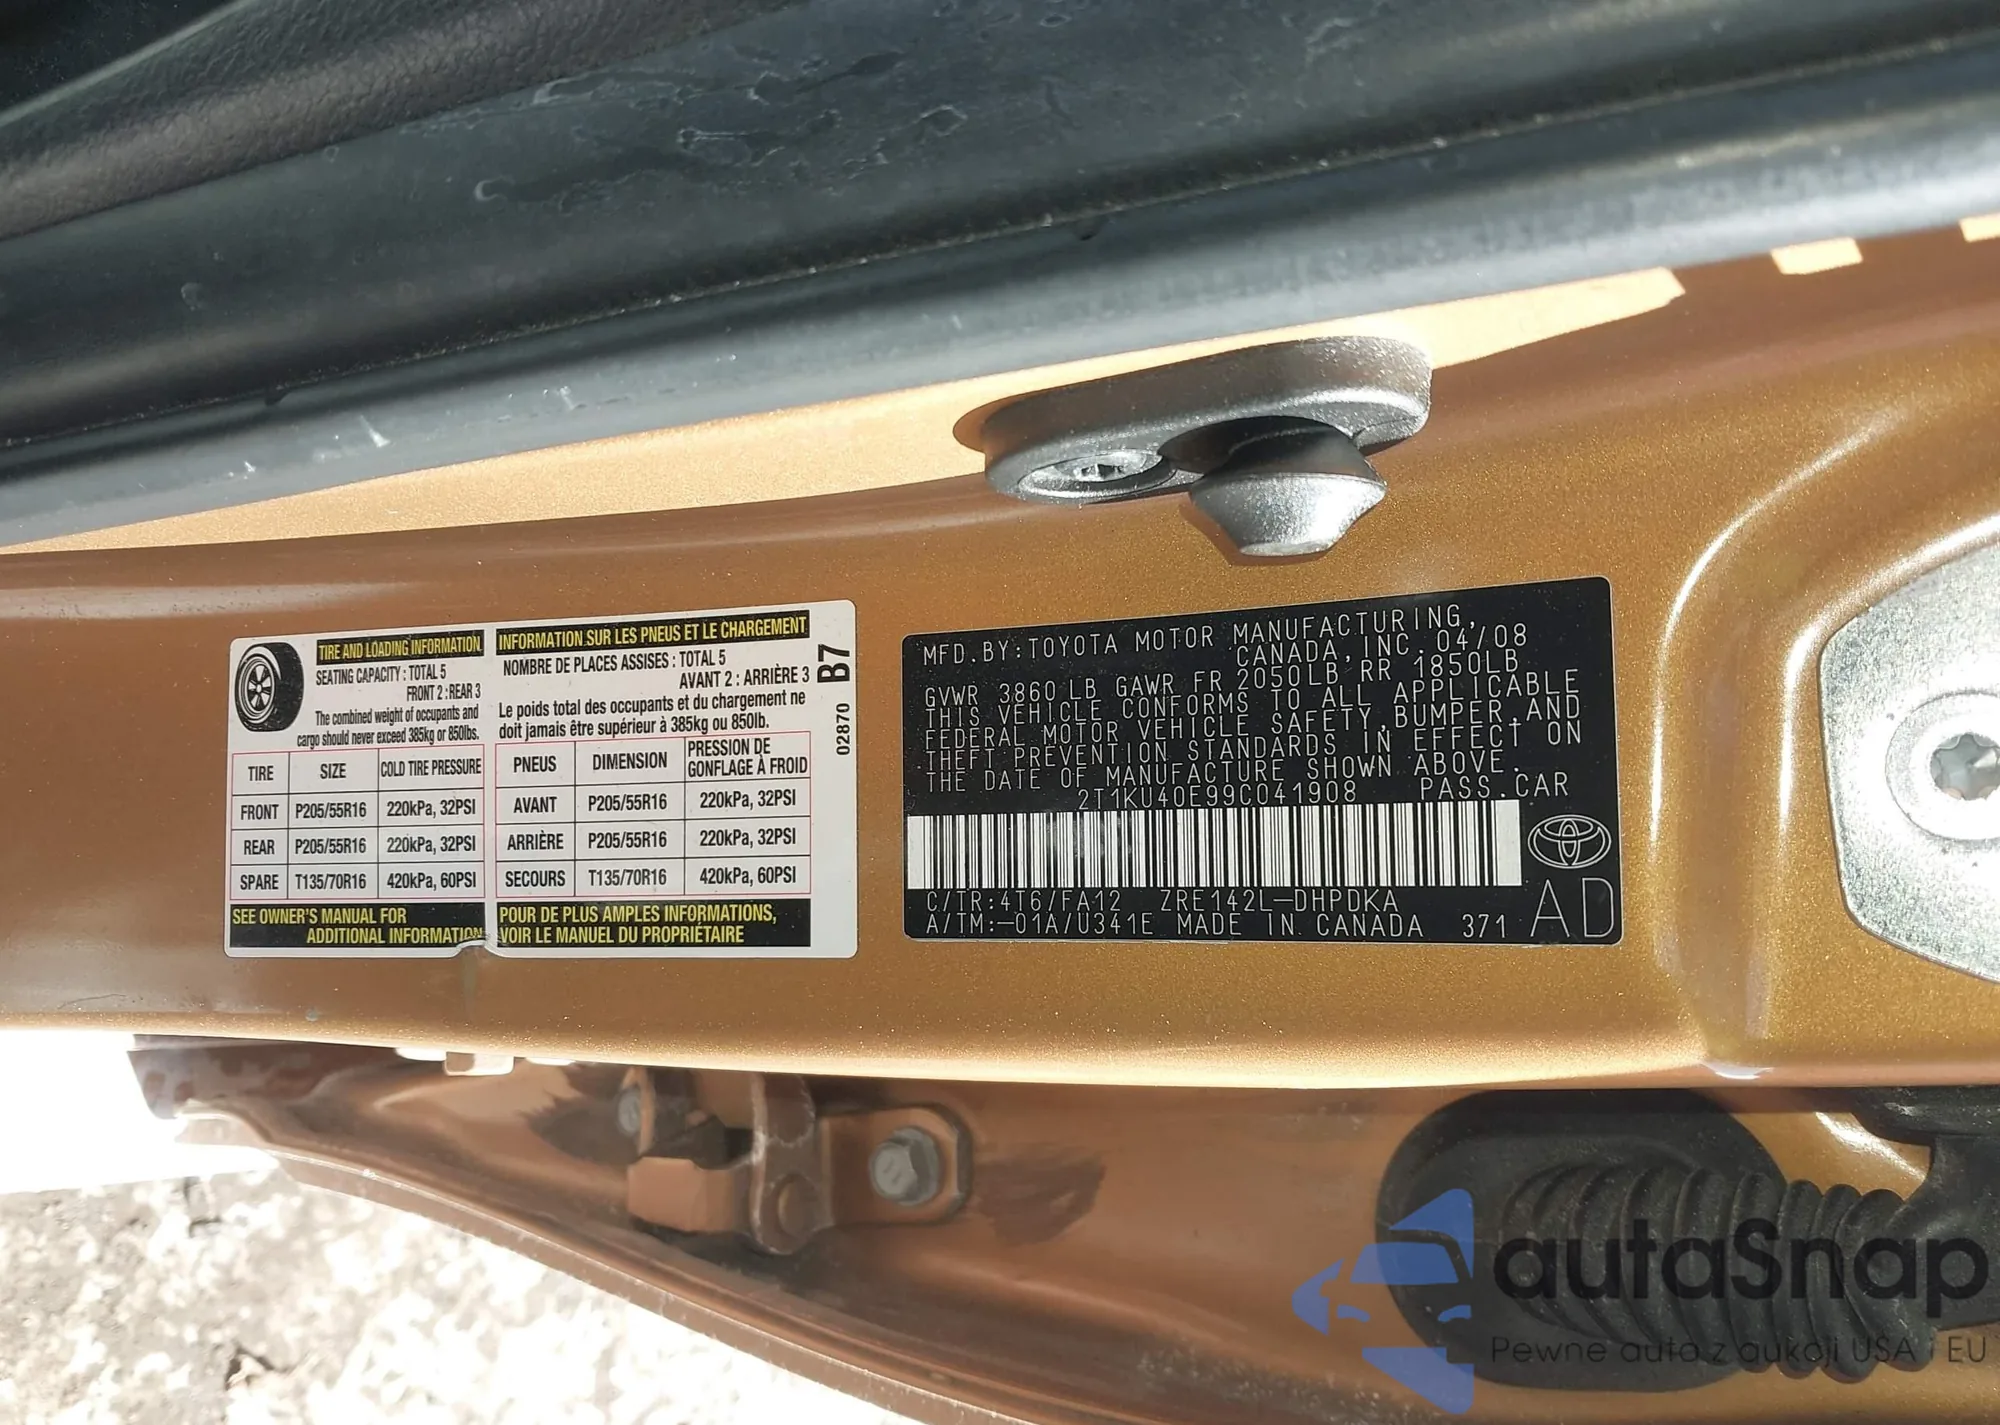 TIRE AND LOADING INFORMATION
SEATING CAPACITY : TOTAL 5
FRONT 2 : REAR 3
The combined weight of occupants and
cargo should never exceed 385kg or 850lbs.
TIRE SIZE COLD TIRE PRESSURE
FRONT P205/55R16 220kPa, 32PSI
REAR P205/55R16 220kPa, 32PSI
SPARE T135/70R16 420kPa, 60PSI
SEE OWNER'S MANUAL FOR
ADDITIONAL INFORMATION
INFORMATION SUR LES PNEUS ET LE CHARGEMENT
NOMBRE DE PLACES ASSISES : TOTAL 5
AVANT 2 : ARRIÈRE 3
Le poids total des occupants et du chargement ne
doit jamais être supérieur à 385kg ou 850lb.
PNEUS DIMENSION PRESSION DE
GONFLAGE À FROID
AVANT P205/55R16 220kPa, 32PSI
ARRIÈRE P205/55R16 220kPa, 32PSI
SECOURS T135/70R16 420kPa, 60PSI
POUR DE PLUS AMPLES INFORMATIONS,
VOIR LE MANUEL DU PROPRIÉTAIRE
02870 B7
MFD.BY:TOYOTA MOTOR MANUFACTURING,
CANADA, INC. 04/08
GVWR 3860 LB GAWR FR 2050LB RR 1850LB
THIS VEHICLE CONFORMS TO ALL APPLICABLE
FEDERAL MOTOR VEHICLE SAFETY, BUMPER, AND
THEFT PREVENTION STANDARDS IN EFFECT ON
THE DATE OF MANUFACTURE SHOWN ABOVE.
2T1KU40E99C041908 PASS.CAR
C/TR:4T6/FA12 ZRE142L-DHPDKA
A/TM:-01A/U341E MADE IN CANADA 371
AD
autaSnap
Pewne auto z aukcji USA i EU